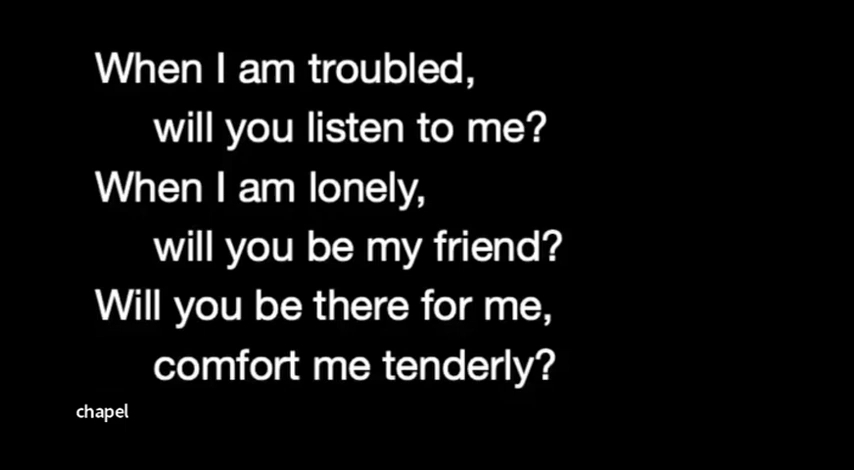 When I am troubled,
will you listen to me?
When I am lonely,
will you be my friend?
Will you be there for me,
comfort me tenderly?
chapel